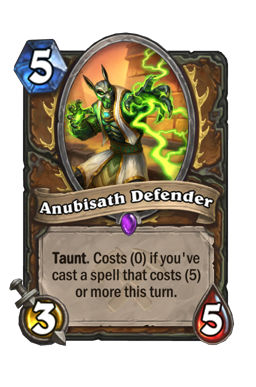 5
Anubisath Defender
Taunt. Costs (0) if you've
cast a spell that costs (5)
or more this turn.
3
5